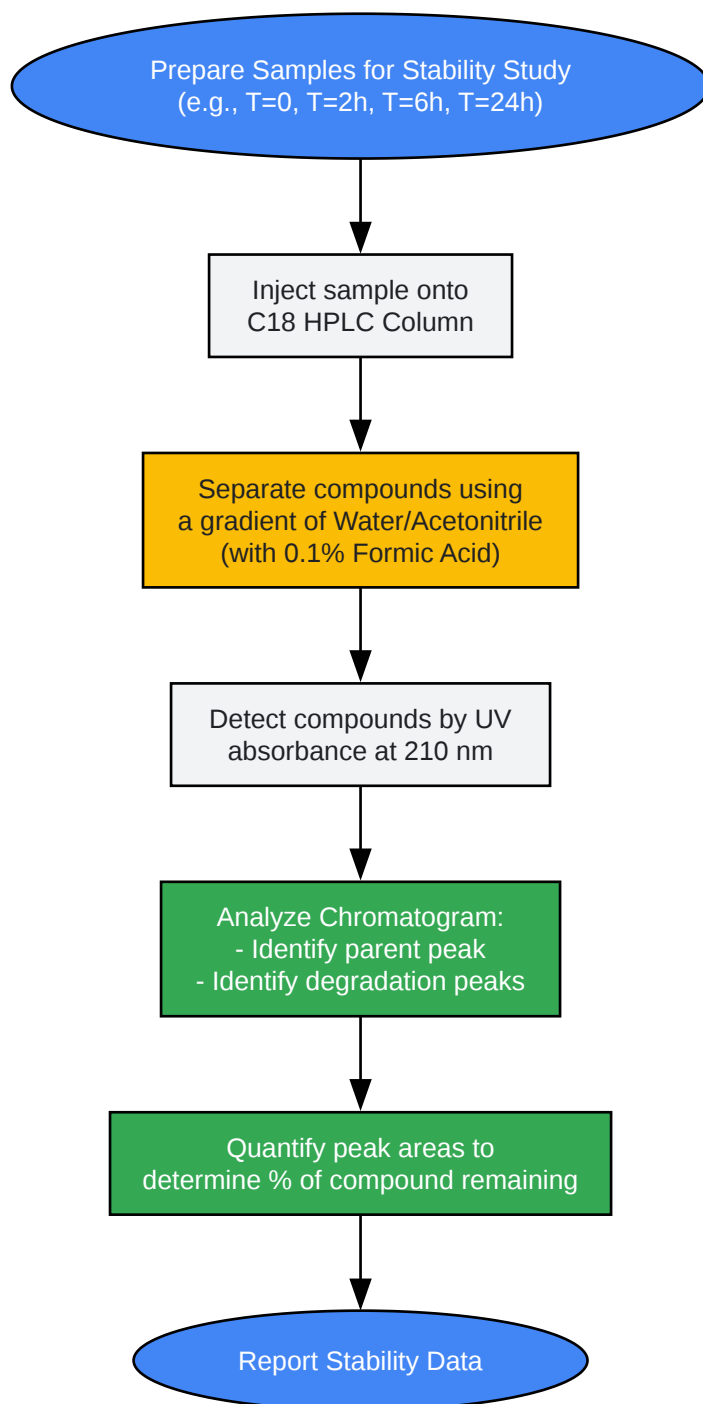 Prepare Samples for Stability Study
(e.g., T=0, T=2h, T=6h, T=24h)
Inject sample onto
C18 HPLC Column
Separate compounds using
a gradient of Water/Acetonitrile
(with 0.1% Formic Acid)
Detect compounds by UV
absorbance at 210 nm
Analyze Chromatogram:
- Identify parent peak
- Identify degradation peaks
Quantify peak areas to
determine % of compound remaining
Report Stability Data